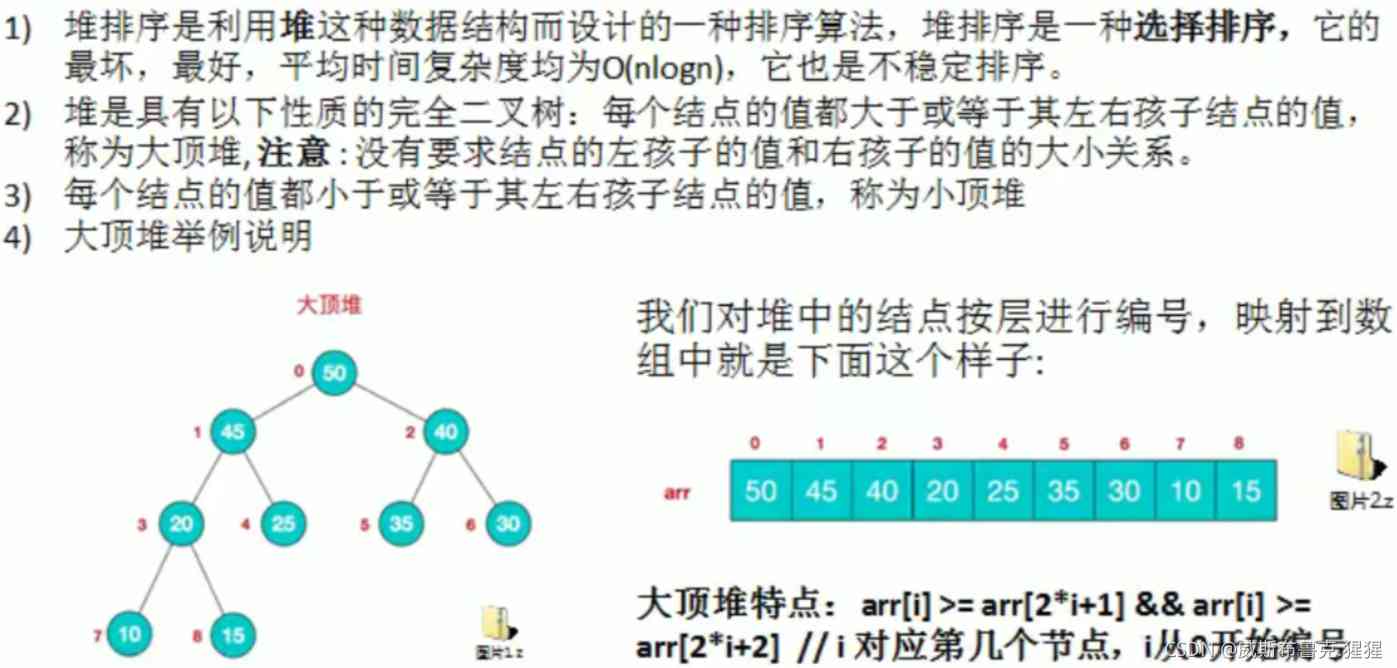 1) 堆排序是利用堆这种数据结构而设计的一种排序算法，堆排序是一种选择排序，它的
最坏，最好，平均时间复杂度均为O(nlogn)，它也是不稳定排序。
2) 堆是具有以下性质的完全二叉树：每个结点的值都大于或等于其左右孩子结点的值，
称为大顶堆, 注意 : 没有要求结点的左孩子的值和右孩子的值的大小关系。
3) 每个结点的值都小于或等于其左右孩子结点的值，称为小顶堆
4) 大顶堆举例说明
大顶堆
0 50
1 45 2 40
3 20 4 25 5 35 6 30
7 10 8 15
图片1.z
我们对堆中的结点按层进行编号，映射到数
组中就是下面这个样子:
0 1 2 3 4 5 6 7 8
arr 50 45 40 20 25 35 30 10 15
图片2.z
大顶堆特点：arr[i] >= arr[2*i+1] && arr[i] >=
arr[2*i+2] // i 对应第几个节点，i从0开始编号
CSDN @威斯布鲁克.猩猩